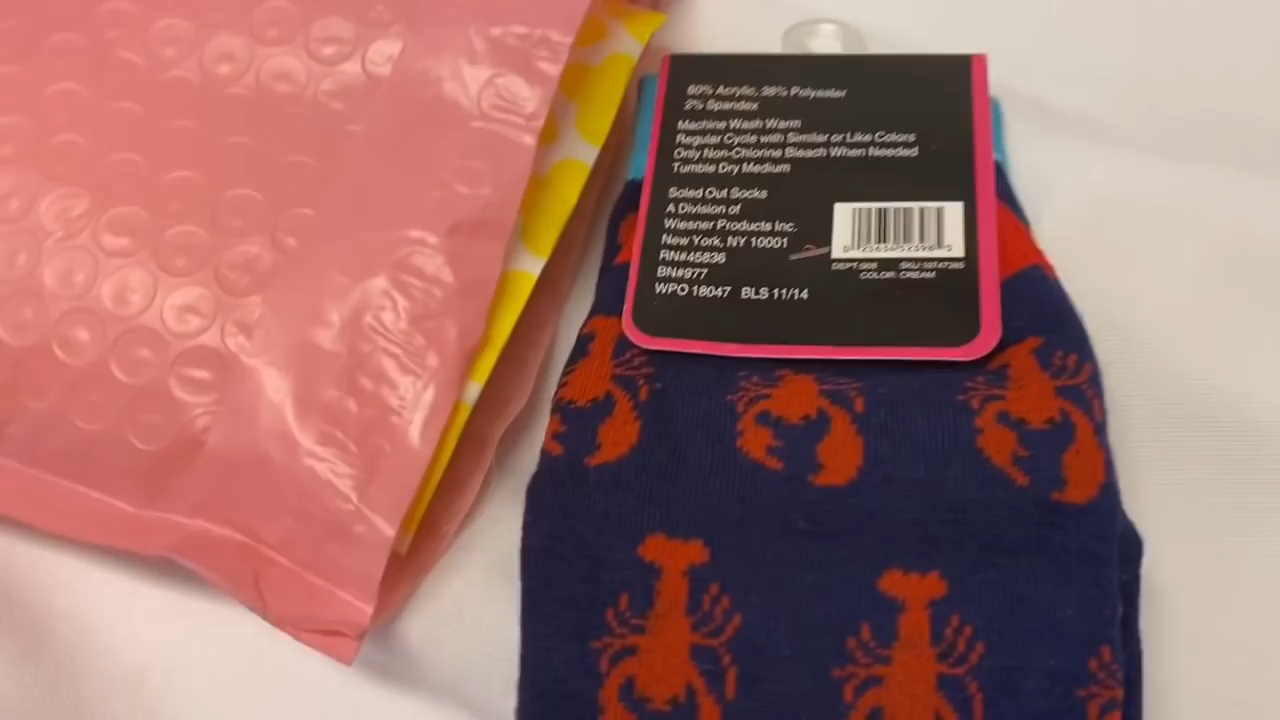 60% Acrylic, 38% Polyester
2% Spandex
Machine Wash Warm
Regular Cycle with Similar or Like Colors
Only Non-Chlorine Bleach When Needed
Tumble Dry Medium
Soled Out Socks
A Division of
Wiesner Products Inc.
New York, NY 10001
RN#45836
BN#977
WPO 18047 BLS 11/14
COLOR: CREAM